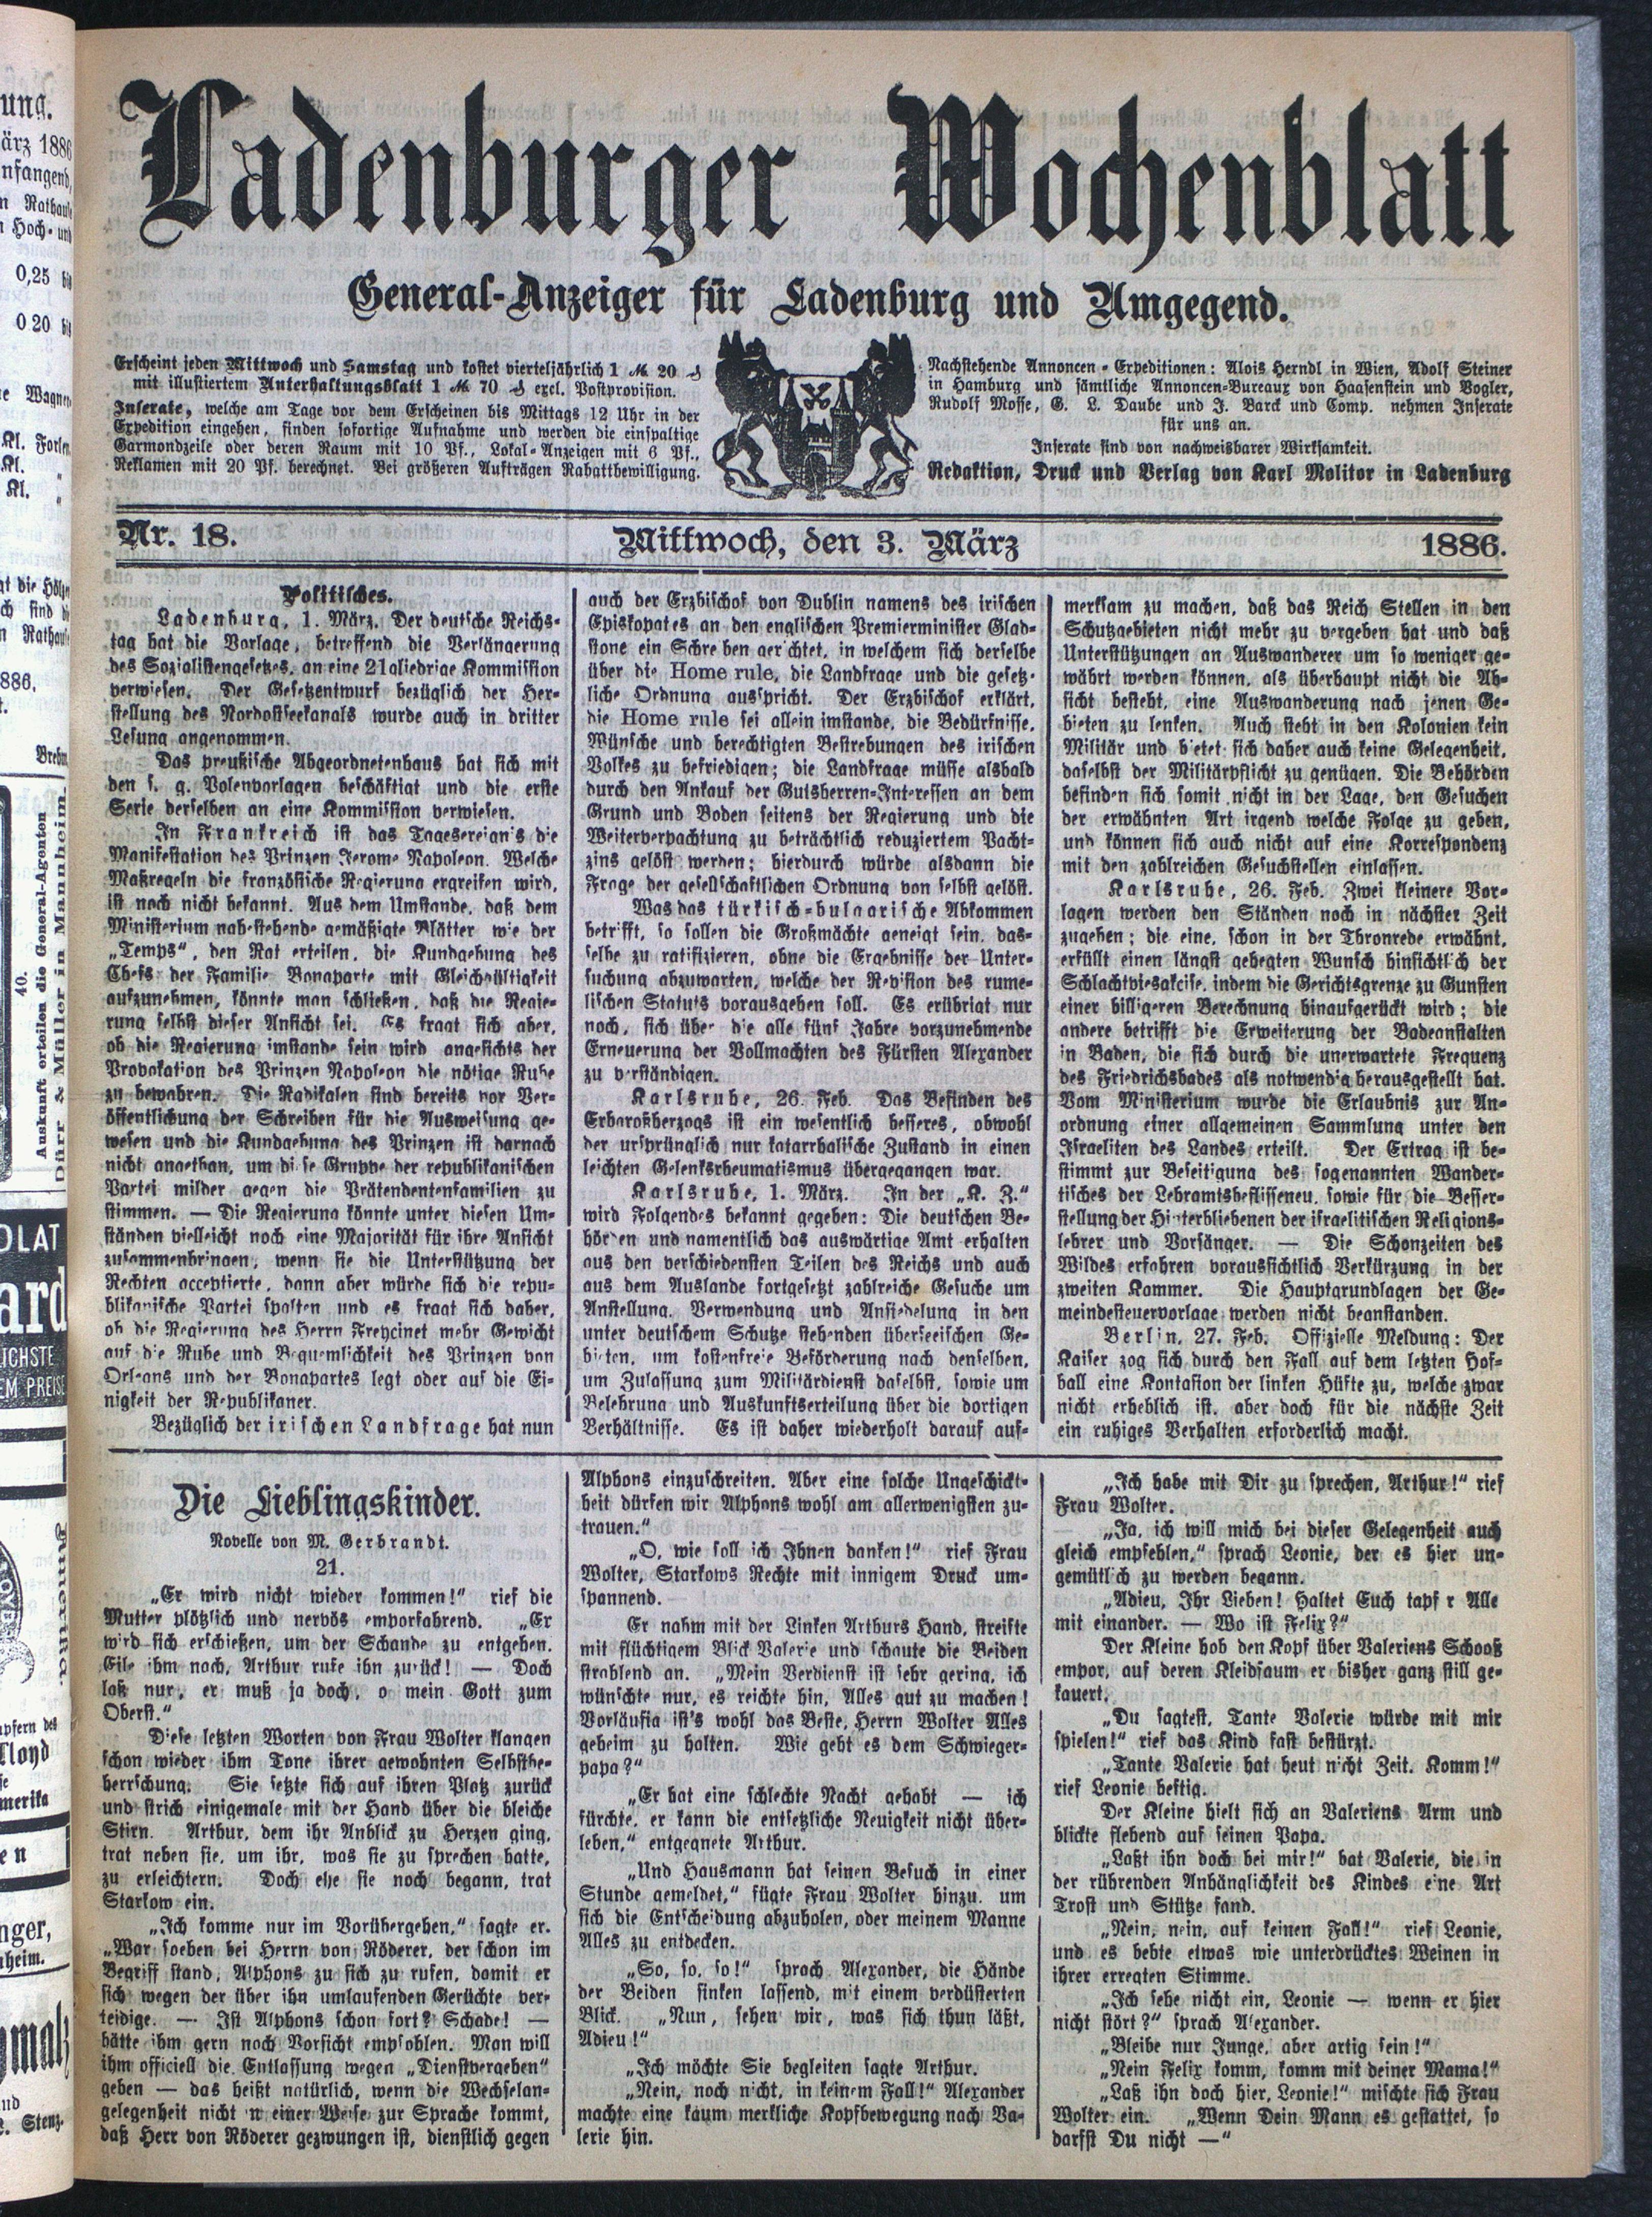 Ladenburger Wochenblatt
General-Anzeiger für Ladenburg und Umgegend.
Erscheint jeden Mittwoch und Samstag und kostet vierteljährlich 1 ℳ 20 ₰
mit illustiertem Unterhaltungsblatt 1 ℳ 70 ₰ excl. Postprovision.
Inserate, welche am Tage vor dem Erscheinen bis Mittags 12 Uhr in der
Expedition eingehen, finden sofortige Aufnahme und werden die einspaltige
Garmondzeile oder deren Raum mit 10 Pf., Lokal-Anzeigen mit 6 Pf.,
Reklamen mit 20 Pf. berechnet. Bei größeren Aufträgen Rabattbewilligung.
Nachstehende Annoncen-Expeditionen: Alois Herndl in Wien, Adolf Steiner
in Hamburg und sämtliche Annoncen-Bureaux von Haasenstein und Vogler,
Rudolf Mosse, G. L. Daube und J. Barck und Comp. nehmen Inserate
für uns an.
Inserate sind von nachweisbarer Wirksamkeit.
Redaktion, Druck und Verlag von Karl Molitor in Ladenburg
Nr. 18.
Mittwoch, den 3. März
1886.
Politisches.
Ladenburg, 1. März. Der deutsche Reichs-
tag hat die Vorlage, betreffend die Verlängerung
des Sozialistengesetzes, an eine 21gliedrige Kommission
verwiesen. Der Gesetzentwurf bezüglich der Her-
stellung des Nordostseekanals wurde auch in dritter
Lesung angenommen.
Das preußische Abgeordnetenhaus hat sich mit
den s. g. Polenvorlagen beschäftigt und die erste
Serie derselben an eine Kommission verwiesen.
In Frankreich ist das Tagesereignis die
Manifestation des Prinzen Jerome Napoleon. Welche
Maßregeln die französische Regierung ergreifen wird,
ist noch nicht bekannt. Aus dem Umstande, daß dem
Ministerium nahestehende gemäßigte Blätter wie der
„Temps“, den Rat erteilen, die Kundgebung des
Chefs der Familie Bonaparte mit Gleichgültigkeit
aufzunehmen, könnte man schließen, daß die Regie-
rung selbst dieser Ansicht sei. Es fragt sich aber,
ob die Regierung imstande sein wird angesichts der
Provokation des Prinzen Napoleon die nötige Ruhe
zu bewahren. Die Radikalen sind bereits vor Ver-
öffentlichung der Schreiben für die Ausweisung ge-
wesen und die Kundgebung des Prinzen ist darnach
nicht angethan, um diese Gruppe der republikanischen
Partei milder gegen die Prätendentenfamilien zu
stimmen. — Die Regierung könnte unter diesen Um-
ständen vielleicht noch eine Majorität für ihre Ansicht
zusammenbringen, wenn sie die Unterstützung der
Rechten acceptierte, dann aber würde sich die repu-
blikanische Partei spalten und es fragt sich daher,
ob die Regierung des Herrn Freycinet mehr Gewicht
auf die Ruhe und Bequemlichkeit des Prinzen von
Orleans und der Bonapartes legt oder auf die Ei-
nigkeit der Republikaner.
Bezüglich der irischen Landfrage hat nun
auch der Erzbischof von Dublin namens des irischen
Episkopates an den englischen Premierminister Glad-
stone ein Schreiben gerichtet, in welchem sich derselbe
über die Home rule, die Landfrage und die gesetz-
liche Ordnung ausspricht. Der Erzbischof erklärt,
die Home rule sei allein imstande, die Bedürfnisse,
Wünsche und berechtigten Bestrebungen des irischen
Volkes zu befriedigen; die Landfrage müsse alsbald
durch den Ankauf der Gutsherren-Interessen an dem
Grund und Boden seitens der Regierung und die
Weiterverpachtung zu beträchtlich reduziertem Pacht-
zins gelöst werden; hierdurch würde alsdann die
Frage der gesellschaftlichen Ordnung von selbst gelöst.
Was das türkisch-bulgarische Abkommen
betrifft, so sollen die Großmächte geneigt sein, das-
selbe zu ratifizieren, ohne die Ergebnisse der Unter-
suchung abzuwarten, welche der Revision des rume-
lischen Statuts vorausgehen soll. Es erübrigt nur
noch, sich über die alle fünf Jahre vorzunehmende
Erneuerung der Vollmachten des Fürsten Alexander
zu verständigen.
Karlsruhe, 26. Feb. Das Befinden des
Erbgroßherzogs ist ein wesentlich besseres, obwohl
der ursprünglich nur katarrhalische Zustand in einen
leichten Gelenksrheumatismus übergegangen war.
Karlsruhe, 1. März. In der „K. Z.“
wird Folgendes bekannt gegeben: Die deutschen Be-
hörden und namentlich das auswärtige Amt erhalten
aus den verschiedensten Teilen des Reichs und auch
aus dem Auslande fortgesetzt zahlreiche Gesuche um
Anstellung, Verwendung und Ansiedelung in den
unter deutschem Schutze stehenden überseeischen Ge-
bieten, um kostenfreie Beförderung nach denselben,
um Zulassung zum Militärdienst daselbst, sowie um
Belehrung und Auskunftserteilung über die dortigen
Verhältnisse. Es ist daher wiederholt darauf auf-
merksam zu machen, daß das Reich Stellen in den
Schutzgebieten nicht mehr zu vergeben hat und daß
Unterstützungen an Auswanderer um so weniger ge-
währt werden können, als überhaupt nicht die Ab-
sicht besteht, eine Auswanderung nach jenen Ge-
bieten zu lenken. Auch steht in den Kolonien kein
Militär und bietet sich daher auch keine Gelegenheit,
daselbst der Militärpflicht zu genügen. Die Behörden
befinden sich somit nicht in der Lage, den Gesuchen
der erwähnten Art irgend welche Folge zu geben,
und können sich auch nicht auf eine Korrespondenz
mit den zahlreichen Gesuchstellen einlassen.
Karlsruhe, 26. Feb. Zwei kleinere Vor-
lagen werden den Ständen noch in nächster Zeit
zugehen; die eine, schon in der Thronrede erwähnt,
erfüllt einen längst gehegten Wunsch hinsichtlich der
Schlachtviehakzise, indem die Gerichtsgrenze zu Gunsten
einer billigeren Berechnung hinaufgerückt wird; die
andere betrifft die Erweiterung der Badeanstalten
in Baden, die sich durch die unerwartete Frequenz
des Friedrichsbades als notwendig herausgestellt hat.
Vom Ministerium wurde die Erlaubnis zur An-
ordnung einer allgemeinen Sammlung unter den
Israeliten des Landes erteilt. Der Ertrag ist be-
stimmt zur Beseitigung des sogenannten Wander-
tisches der Lehramtsbeflisseneu, sowie für die Besser-
stellung der Hinterbliebenen der israelitischen Religions-
lehrer und Vorsänger. — Die Schonzeiten des
Wildes erfahren voraussichtlich Verkürzung in der
zweiten Kammer. Die Hauptgrundlagen der Ge-
meindesteuervorlage werden nicht beanstanden.
Berlin, 27. Feb. Offizielle Meldung: Der
Kaiser zog sich durch den Fall auf dem letzten Hof-
ball eine Kontasion der linken Hüfte zu, welche zwar
nicht erheblich ist, aber doch für die nächste Zeit
ein ruhiges Verhalten erforderlich macht.
Die Lieblingskinder.
Novelle von M. Gerbrandt.
21.
„Er wird nicht wieder kommen!“ rief die
Mutter plötzlich und nervös emporfahrend. „Er
wird sich erschießen, um der Schande zu entgehen.
Eile ihm nach, Arthur rufe ihn zurück! — Doch
laß nur, er muß ja doch, o mein Gott zum
Oberst.“
Diese letzten Worten von Frau Wolter klangen
schon wieder ihm Tone ihrer gewohnten Selbstbe-
herrschung. Sie setzte sich auf ihren Platz zurück
und strich einigemale mit der Hand über die bleiche
Stirn. Arthur, dem ihr Anblick zu Herzen ging,
trat neben sie, um ihr, was sie zu sprechen hatte,
zu erleichtern. Doch ehe sie noch begann, trat
Starkow ein.
„Ich komme nur im Vorübergehen,“ sagte er.
„War soeben bei Herrn von Röderer, der schon im
Begriff stand, Alphons zu sich zu rufen, damit er
sich wegen der über ihn umlaufenden Gerüchte ver-
teidige. — Ist Alphons schon fort? Schade! —
hätte ihm gern noch Vorsicht empfohlen. Man will
ihm officiell die Entlassung wegen „Dienstvergehen“
geben — das heißt natürlich, wenn die Wechselan-
gelegenheit nicht in einer Weise zur Sprache kommt,
daß Herr von Röderer gezwungen ist, dienstlich gegen
Alphons einzuschreiten. Aber eine solche Ungeschickt-
heit dürfen wir Alphons wohl am allerwenigsten zu-
trauen.“
„O, wie soll ich Ihnen danken!“ rief Frau
Wolter, Starkows Rechte mit innigem Druck um-
spannend.
Er nahm mit der Linken Arthurs Hand, streifte
mit flüchtigem Blick Valerie und schaute die Beiden
strahlend an. „Mein Verdienst ist sehr gering, ich
wünschte nur, es reichte hin, Alles gut zu machen!
Vorläufig ist's wohl das Beste, Herrn Wolter Alles
geheim zu halten. Wie geht es dem Schwieger-
papa?“
„Er hat eine schlechte Nacht gehabt — ich
fürchte, er kann die entsetzliche Neuigkeit nicht über-
leben,“ entgegnete Arthur.
„Und Hausmann hat seinen Besuch in einer
Stunde gemeldet,“ fügte Frau Wolter hinzu, um
sich die Entscheidung abzuholen, oder meinem Manne
Alles zu entdecken.
„So, so, so!“ sprach Alexander, die Hände
der Beiden sinken lassend, mit einem verdüsterten
Blick. „Nun, sehen wir, was sich thun läßt,
Adieu!“
„Ich möchte Sie begleiten sagte Arthur.
„Nein, noch nicht, in keinem Fall!“ Alexander
machte eine kaum merkliche Kopfbewegung nach Va-
lerie hin.
„Ich habe mit Dir zu sprechen, Arthur!“ rief
Frau Wolter.
„Ja, ich will mich bei dieser Gelegenheit auch
gleich empfehlen,“ sprach Leonie, der es hier un-
gemütlich zu werden begann.
„Adieu, Ihr Lieben! Haltet Euch tapf r Alle
mit einander. — Wo ist Felix?“
Der Kleine hob den Kopf über Valeriens Schooß
empor, auf deren Kleidsaum er bisher ganz still ge-
kauert.
„Du sagtest, Tante Valerie würde mit mir
spielen!“ rief das Kind fast bestürzt.
„Tante Valerie hat heut nicht Zeit. Komm!“
rief Leonie heftig.
Der Kleine hielt sich an Valeriens Arm und
blickte flehend auf seinen Papa.
„Laßt ihn doch bei mir!“ bat Valerie, die in
der rührenden Anhänglichkeit des Kindes eine Art
Trost und Stütze fand.
„Nein, nein, auf keinen Fall!“ rief Leonie,
und es bebte etwas wie unterdrücktes Weinen in
ihrer erregten Stimme.
„Ich sehe nicht ein, Leonie — wenn er hier
nicht stört?“ sprach Alexander.
„Bleibe nur Junge, aber artig sein!“
„Nein Felix komm, komm mit deiner Mama!“
„Laß ihn doch hier, Leonie!“ mischte sich Frau
Wolter ein. „Wenn Dein Mann es gestattet, so
darfst Du nicht —“